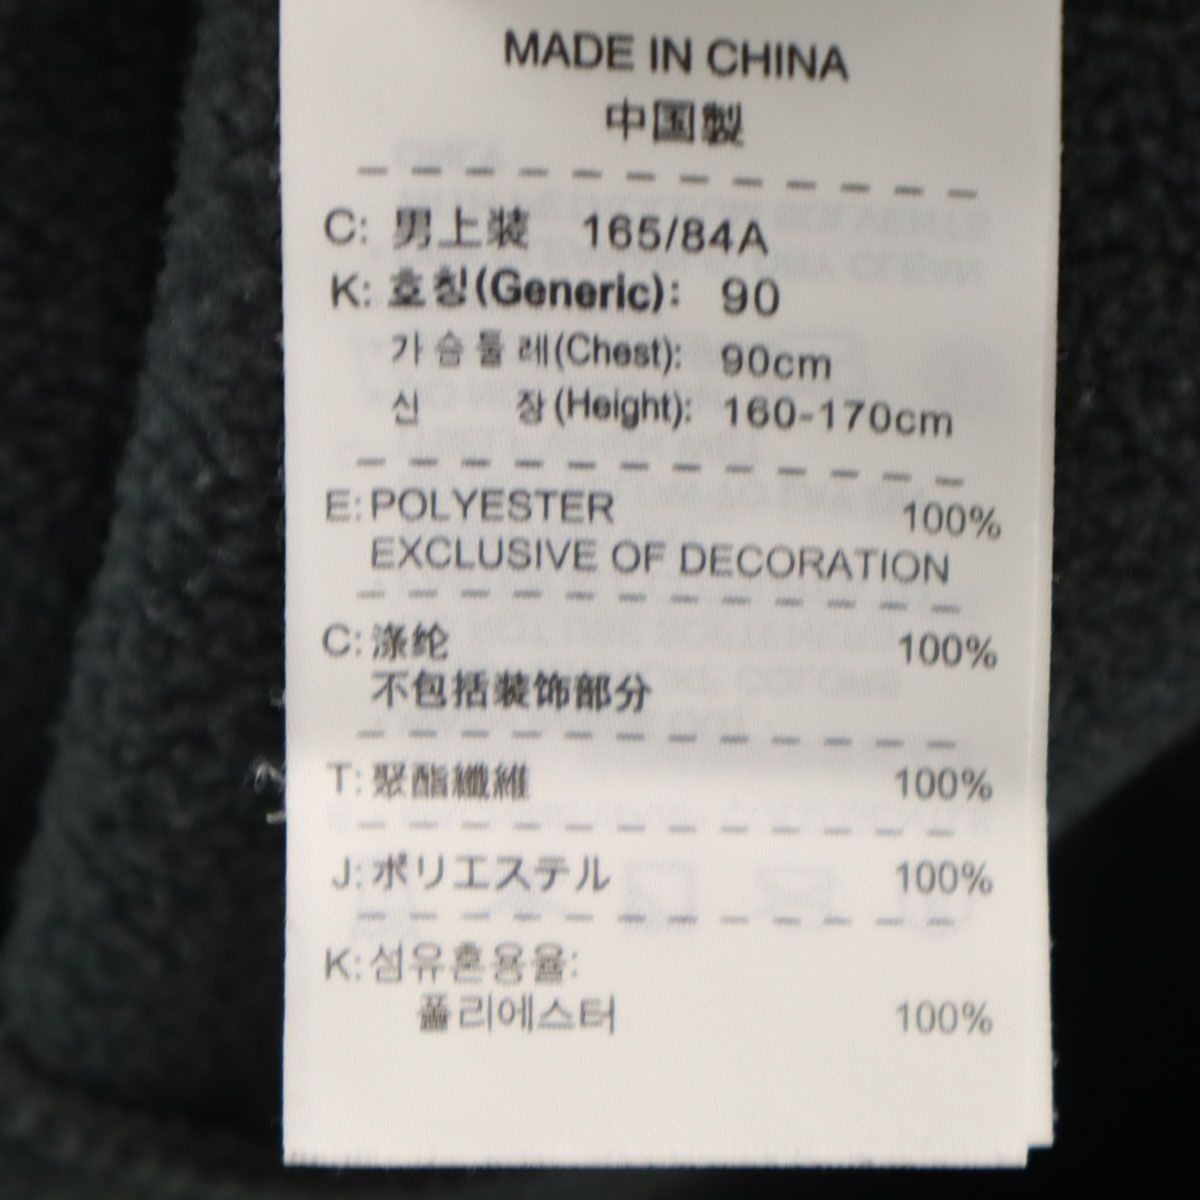 MADE IN CHINA
中国製
C: 男上装 165/84A
K: 호칭(Generic): 90
가슴둘레(Chest): 90cm
신 장(Height): 160-170cm
E: POLYESTER 100%
EXCLUSIVE OF DECORATION
C: 涤纶 100%
不包括装饰部分
T: 聚酯纖維 100%
J: ポリエステル 100%
K: 섬유혼용율:
폴리에스터 100%